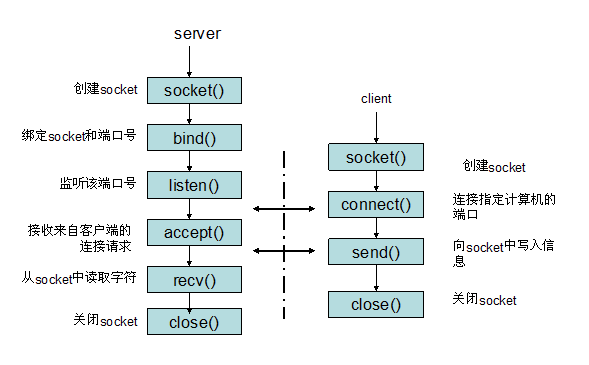 server
创建socket
socket()
绑定socket和端口号
bind()
监听该端口号
listen()
接收来自客户端的
连接请求
accept()
从socket中读取字符
recv()
关闭socket
close()
client
socket()
创建socket
connect()
连接指定计算机的
端口
send()
向socket中写入信
息
close()
关闭socket